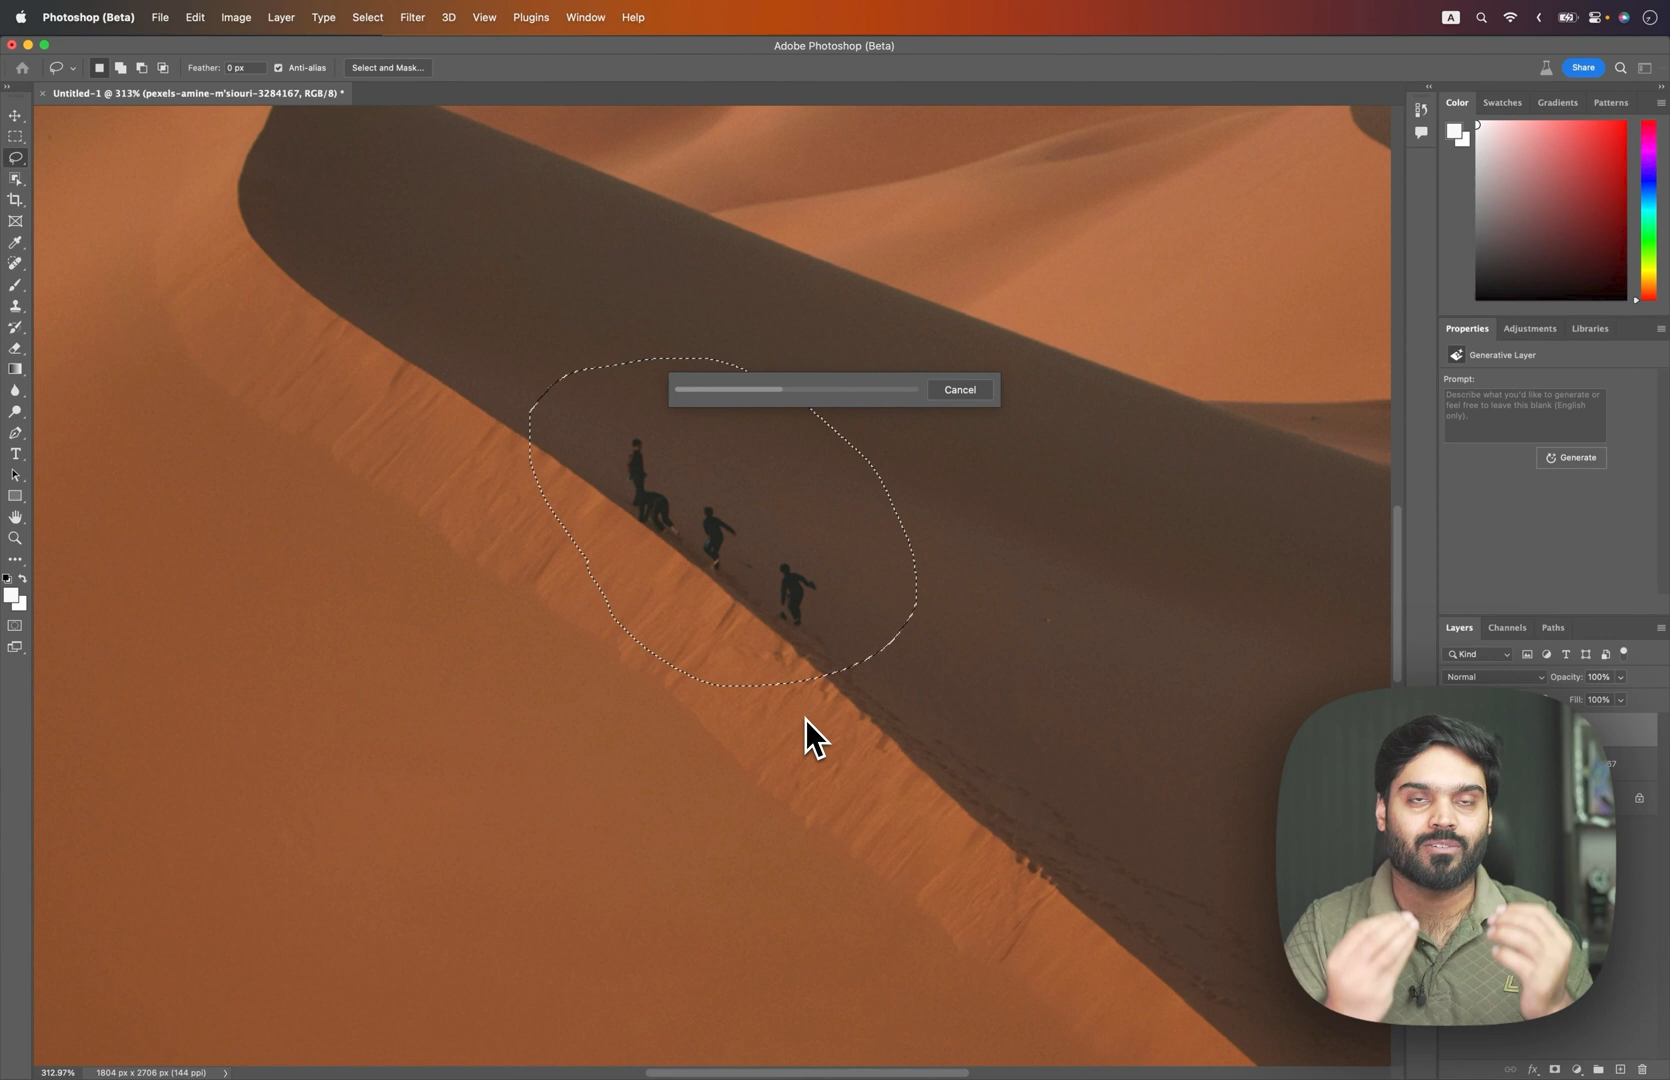 Photoshop (Beta) File Edit Image Layer Type Select Filter 3D View Plugins Window Help A
Adobe Photoshop (Beta)
Feather: 0 px Anti-alias Select and Mask... Share
Untitled-1 @ 313% (pexels-amine-m'siouri-3284167, RGB/8) *
Color Swatches Gradients Patterns
Cancel
Properties Adjustments Libraries
Generative Layer
Prompt:
Describe what you'd like to generate or
feel free to leave this blank (English
only).
Generate
Layers Channels Paths
Kind
Normal Opacity: 100%
Fill: 100%
67
312.97% 1804 px x 2706 px (144 ppi)